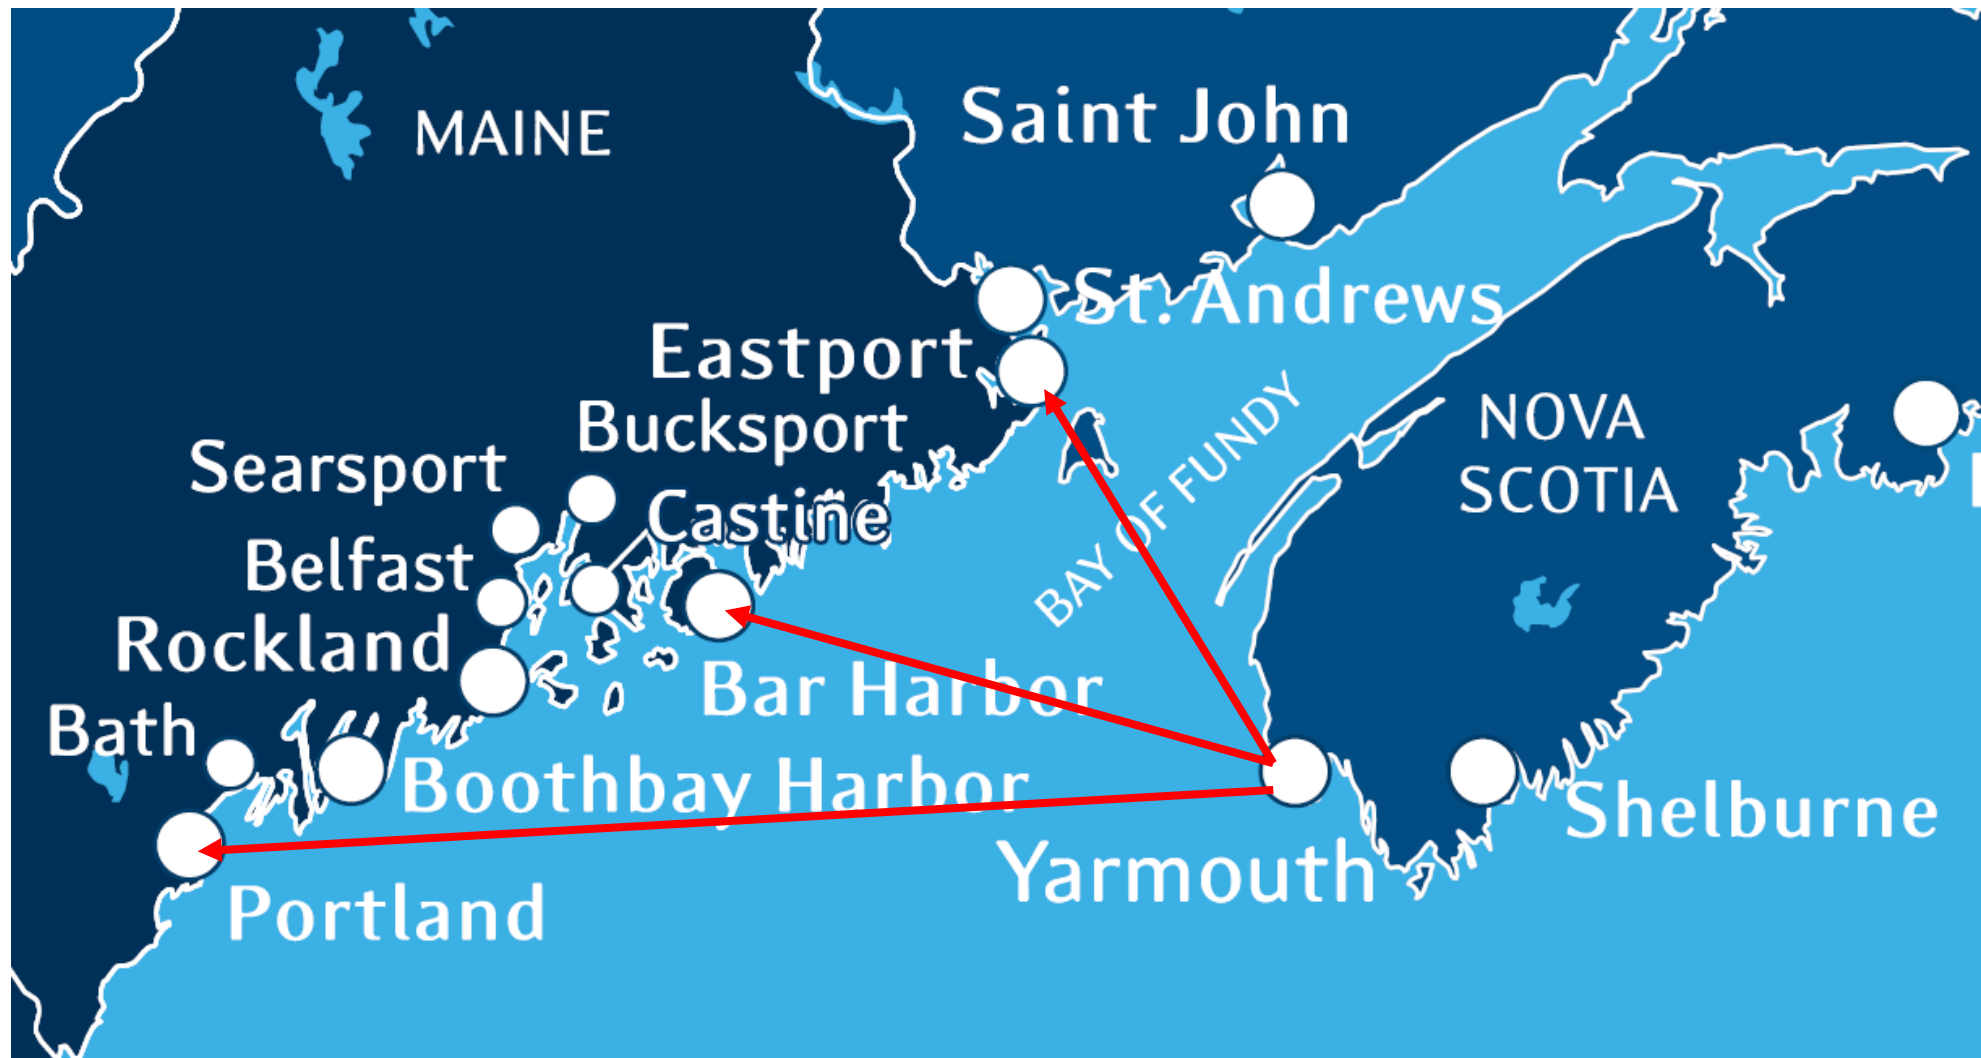 MAINE
Saint John
St. Andrews
Eastport
Bucksport
Searsport
Castine
Belfast
Rockland
Bar Harbor
Bath
Boothbay Harbor
Portland
BAY OF FUNDY
NOVA
SCOTIA
Yarmouth
Shelburne